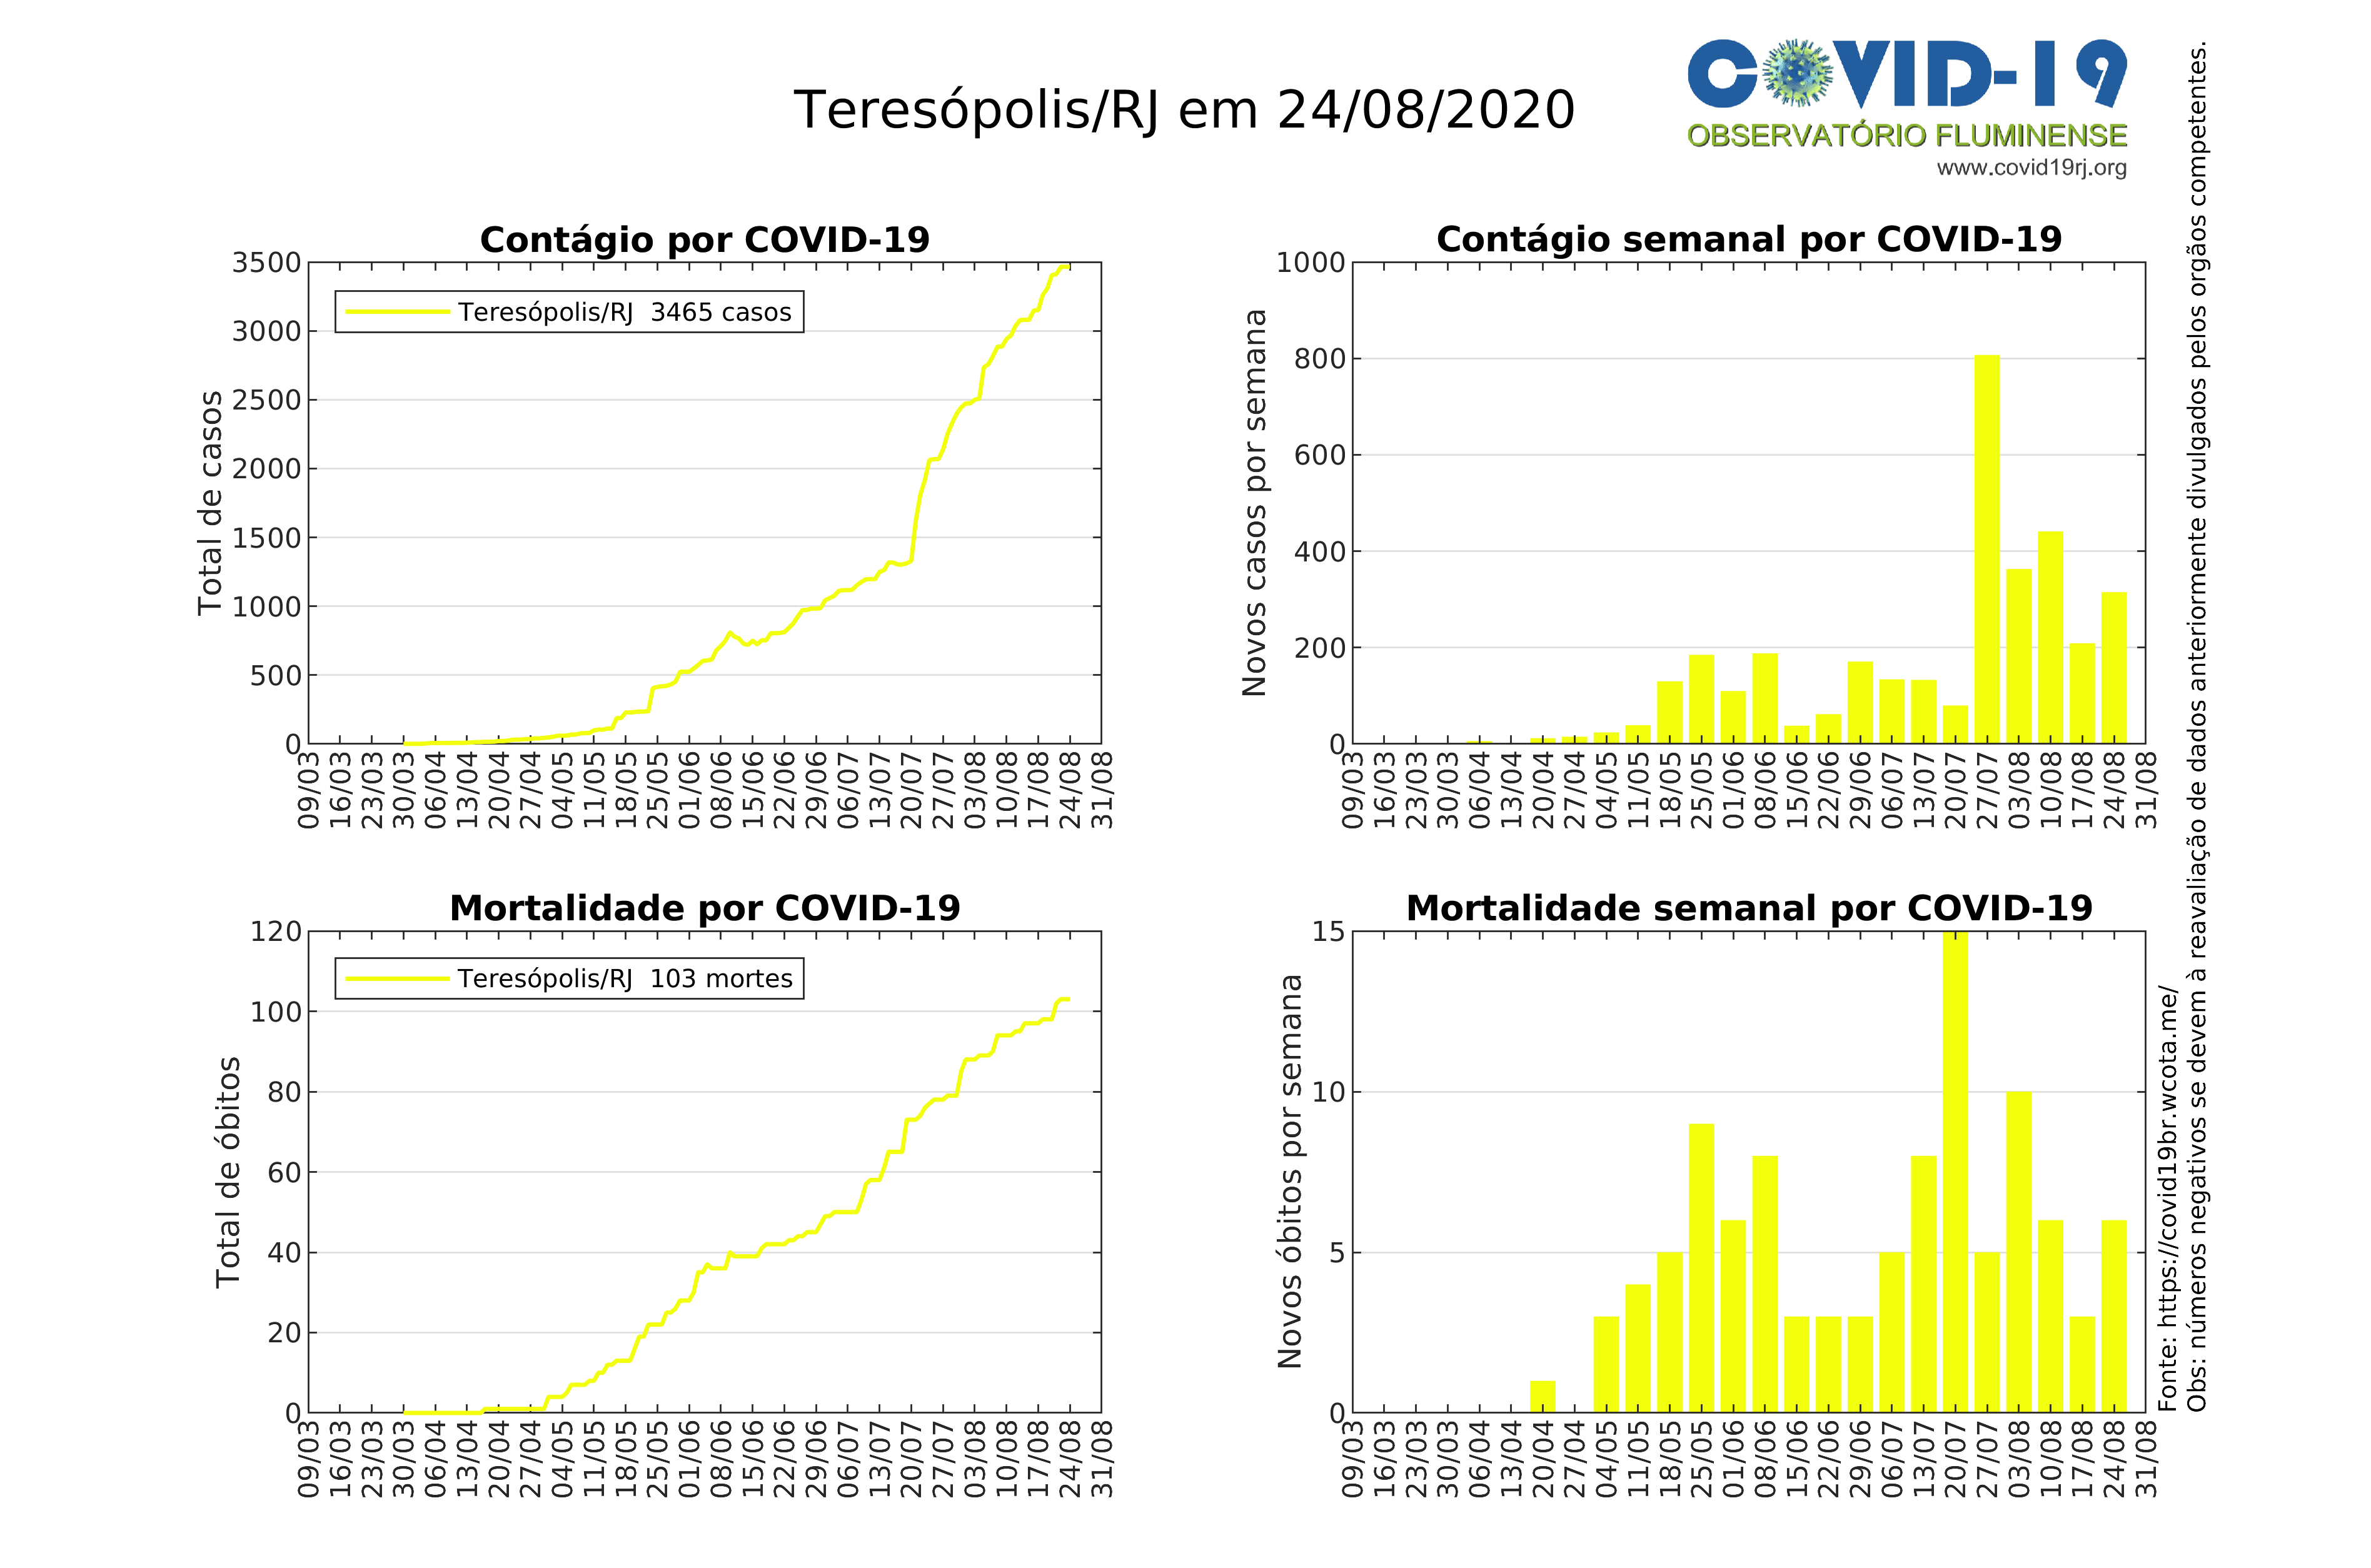 Teresópolis/RJ em 24/08/2020
COVID-19
OBSERVATÓRIO FLUMINENSE
www.covid19rj.org
Contágio por COVID-19
Total de casos
3500
3000
2500
2000
1500
1000
500
0
Teresópolis/RJ 3465 casos
09/03 16/03 23/03 30/03 06/04 13/04 20/04 27/04 04/05 11/05 18/05 25/05 01/06 08/06 15/06 22/06 29/06 06/07 13/07 20/07 27/07 03/08 10/08 17/08 24/08 31/08
Contágio semanal por COVID-19
Novos casos por semana
1000
800
600
400
200
0
09/03 16/03 23/03 30/03 06/04 13/04 20/04 27/04 04/05 11/05 18/05 25/05 01/06 08/06 15/06 22/06 29/06 06/07 13/07 20/07 27/07 03/08 10/08 17/08 24/08 31/08
Mortalidade por COVID-19
Total de óbitos
120
100
80
60
40
20
0
Teresópolis/RJ 103 mortes
09/03 16/03 23/03 30/03 06/04 13/04 20/04 27/04 04/05 11/05 18/05 25/05 01/06 08/06 15/06 22/06 29/06 06/07 13/07 20/07 27/07 03/08 10/08 17/08 24/08 31/08
Mortalidade semanal por COVID-19
Novos óbitos por semana
15
10
5
0
09/03 16/03 23/03 30/03 06/04 13/04 20/04 27/04 04/05 11/05 18/05 25/05 01/06 08/06 15/06 22/06 29/06 06/07 13/07 20/07 27/07 03/08 10/08 17/08 24/08 31/08
Fonte: https://covid19br.wcota.me/
Obs: números negativos se devem à reavaliação de dados anteriormente divulgados pelos orgãos competentes.